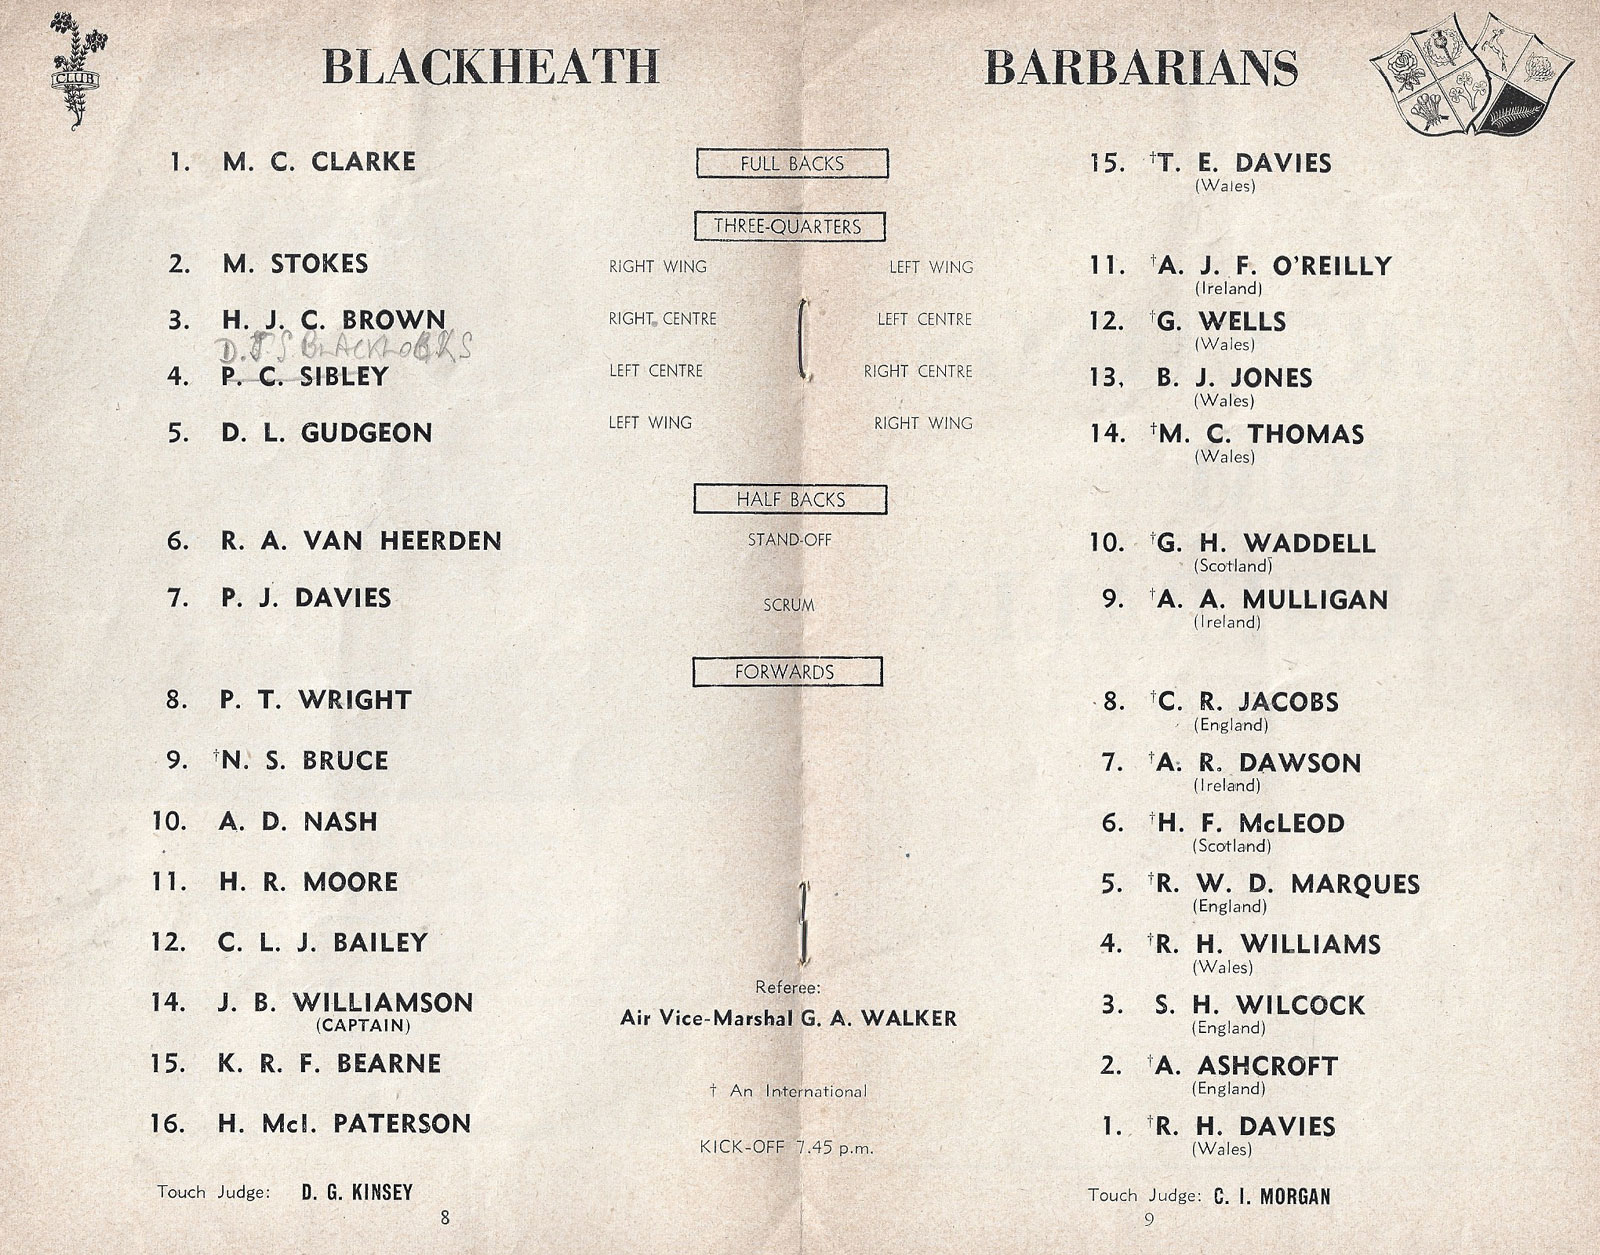 CLUB
BLACKHEATH
BARBARIANS
1. M. C. CLARKE
FULL BACKS
15. †T. E. DAVIES
(Wales)
THREE-QUARTERS
2. M. STOKES
RIGHT WING
LEFT WING
11. †A. J. F. O'REILLY
(Ireland)
3. H. J. C. BROWN
RIGHT CENTRE
LEFT CENTRE
12. †G. WELLS
(Wales)
4. P. C. SIBLEY
LEFT CENTRE
RIGHT CENTRE
13. B. J. JONES
(Wales)
5. D. L. GUDGEON
LEFT WING
RIGHT WING
14. †M. C. THOMAS
(Wales)
HALF BACKS
6. R. A. VAN HEERDEN
STAND-OFF
10. †G. H. WADDELL
(Scotland)
7. P. J. DAVIES
SCRUM
9. †A. A. MULLIGAN
(Ireland)
FORWARDS
8. P. T. WRIGHT
8. †C. R. JACOBS
(England)
9. †N. S. BRUCE
7. †A. R. DAWSON
(Ireland)
10. A. D. NASH
6. †H. F. McLEOD
(Scotland)
11. H. R. MOORE
5. †R. W. D. MARQUES
(England)
12. C. L. J. BAILEY
4. †R. H. WILLIAMS
(Wales)
14. J. B. WILLIAMSON
(CAPTAIN)
Referee:
Air Vice-Marshal G. A. WALKER
3. S. H. WILCOCK
(England)
15. K. R. F. BEARNE
† An International
2. †A. ASHCROFT
(England)
16. H. McI. PATERSON
KICK-OFF 7.45 p.m.
1. †R. H. DAVIES
(Wales)
Touch Judge: D. G. KINSEY
Touch Judge: C. I. MORGAN
8
9